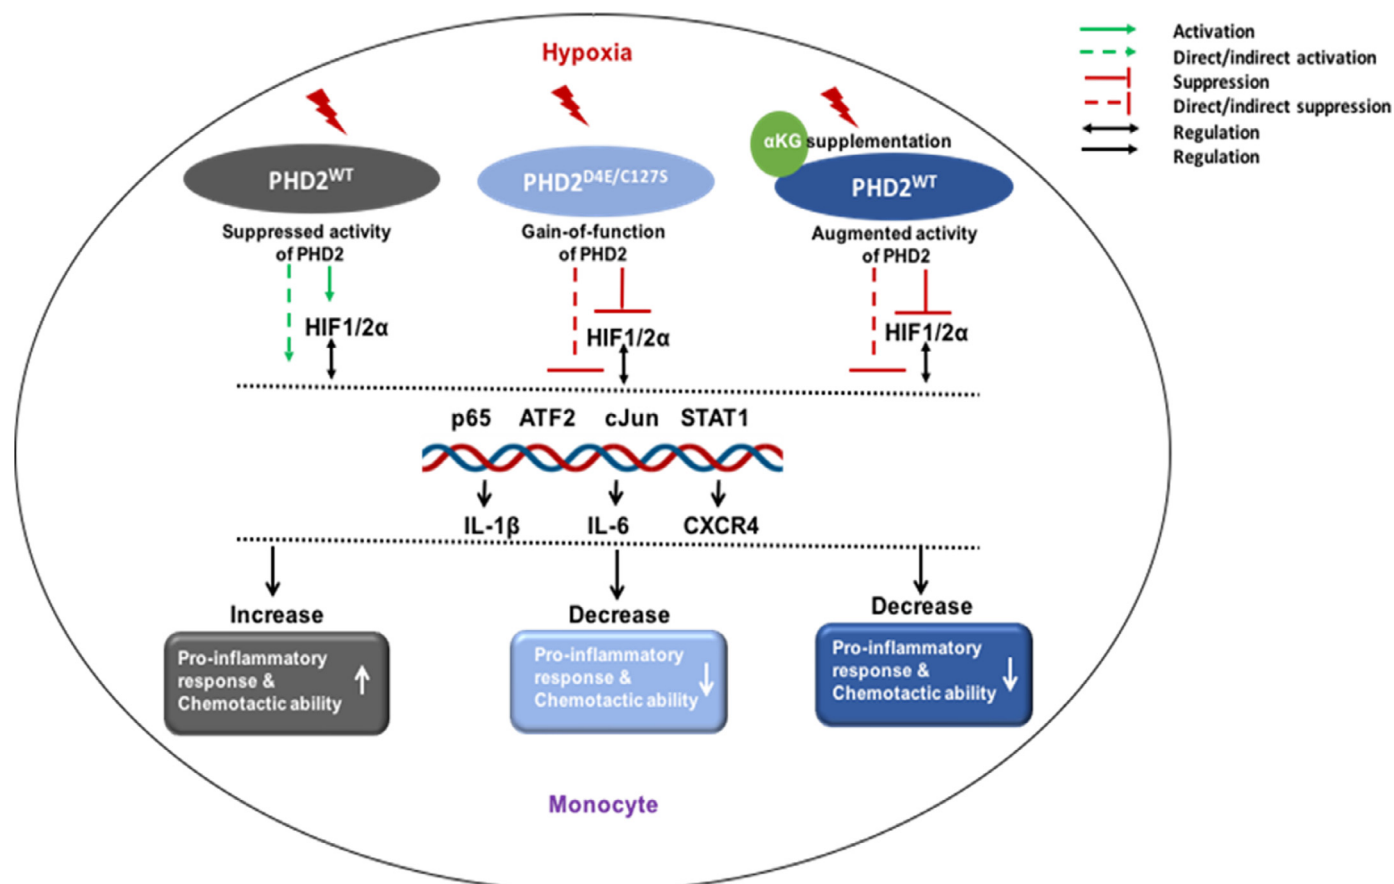 Hypoxia
Activation
Direct/indirect activation
Suppression
Direct/indirect suppression
Regulation
Regulation
PHD2WT
Suppressed activity
of PHD2
HIF1/2α
PHD2D4E/C127S
Gain-of-function
of PHD2
HIF1/2α
αKG supplementation
PHD2WT
Augmented activity
of PHD2
HIF1/2α
p65 ATF2 cJun STAT1
IL-1β IL-6 CXCR4
Increase
Pro-inflammatory
response &
Chemotactic ability
Decrease
Pro-inflammatory
response &
Chemotactic ability
Decrease
Pro-inflammatory
response &
Chemotactic ability
Monocyte